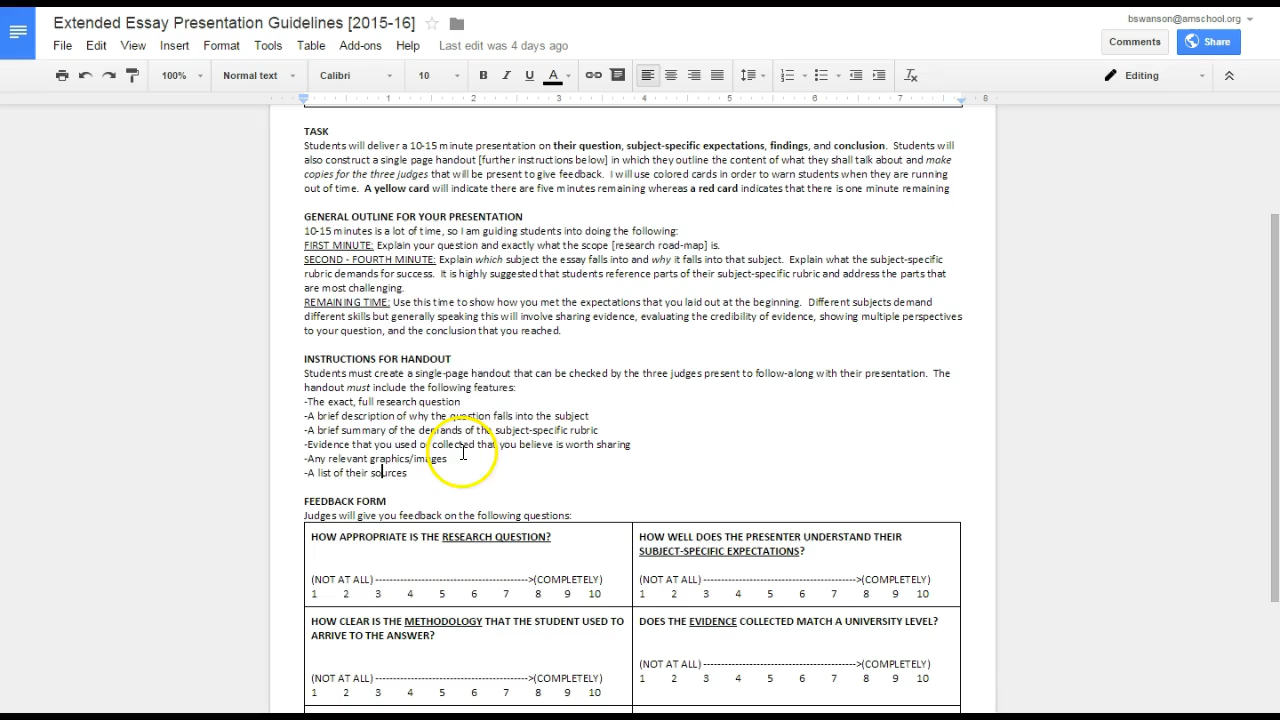 Extended Essay Presentation Guidelines [2015-16]
bswanson@amschool.org
File Edit View Insert Format Tools Table Add-ons Help Last edit was 4 days ago
Comments Share
100% Normal text Calibri 10 B I U A Editing
1 2 3 4 5 6 7 8
TASK
Students will deliver a 10-15 minute presentation on their question, subject-specific expectations, findings, and conclusion. Students will
also construct a single page handout [further instructions below] in which they outline the content of what they shall talk about and make
copies for the three judges that will be present to give feedback. I will use colored cards in order to warn students when they are running
out of time. A yellow card will indicate there are five minutes remaining whereas a red card indicates that there is one minute remaining
GENERAL OUTLINE FOR YOUR PRESENTATION
10-15 minutes is a lot of time, so I am guiding students into doing the following:
FIRST MINUTE: Explain your question and exactly what the scope [research road-map] is.
SECOND - FOURTH MINUTE: Explain which subject the essay falls into and why it falls into that subject. Explain what the subject-specific
rubric demands for success. It is highly suggested that students reference parts of their subject-specific rubric and address the parts that
are most challenging.
REMAINING TIME: Use this time to show how you met the expectations that you laid out at the beginning. Different subjects demand
different skills but generally speaking this will involve sharing evidence, evaluating the credibility of evidence, showing multiple perspectives
to your question, and the conclusion that you reached.
INSTRUCTIONS FOR HANDOUT
Students must create a single-page handout that can be checked by the three judges present to follow-along with their presentation. The
handout must include the following features:
-The exact, full research question
-A brief description of why the question falls into the subject
-A brief summary of the demands of the subject-specific rubric
-Evidence that you used or collected that you believe is worth sharing
-Any relevant graphics/images
-A list of their sources
FEEDBACK FORM
Judges will give you feedback on the following questions:
HOW APPROPRIATE IS THE RESEARCH QUESTION?
(NOT AT ALL) ------------------------------------------->(COMPLETELY)
1 2 3 4 5 6 7 8 9 10
HOW WELL DOES THE PRESENTER UNDERSTAND THEIR
SUBJECT-SPECIFIC EXPECTATIONS?
(NOT AT ALL) ------------------------------------------->(COMPLETELY)
1 2 3 4 5 6 7 8 9 10
HOW CLEAR IS THE METHODOLOGY THAT THE STUDENT USED TO
ARRIVE TO THE ANSWER?
(NOT AT ALL) ------------------------------------------->(COMPLETELY)
1 2 3 4 5 6 7 8 9 10
DOES THE EVIDENCE COLLECTED MATCH A UNIVERSITY LEVEL?
(NOT AT ALL) ------------------------------------------->(COMPLETELY)
1 2 3 4 5 6 7 8 9 10